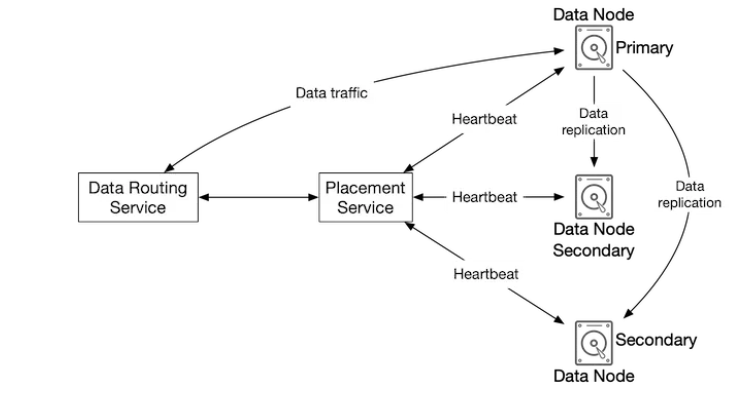 Data Node
Primary
Data traffic
Heartbeat
Data
replication
Data Routing
Service
Placement
Service
Heartbeat
Data
replication
Data Node
Secondary
Heartbeat
Secondary
Data Node